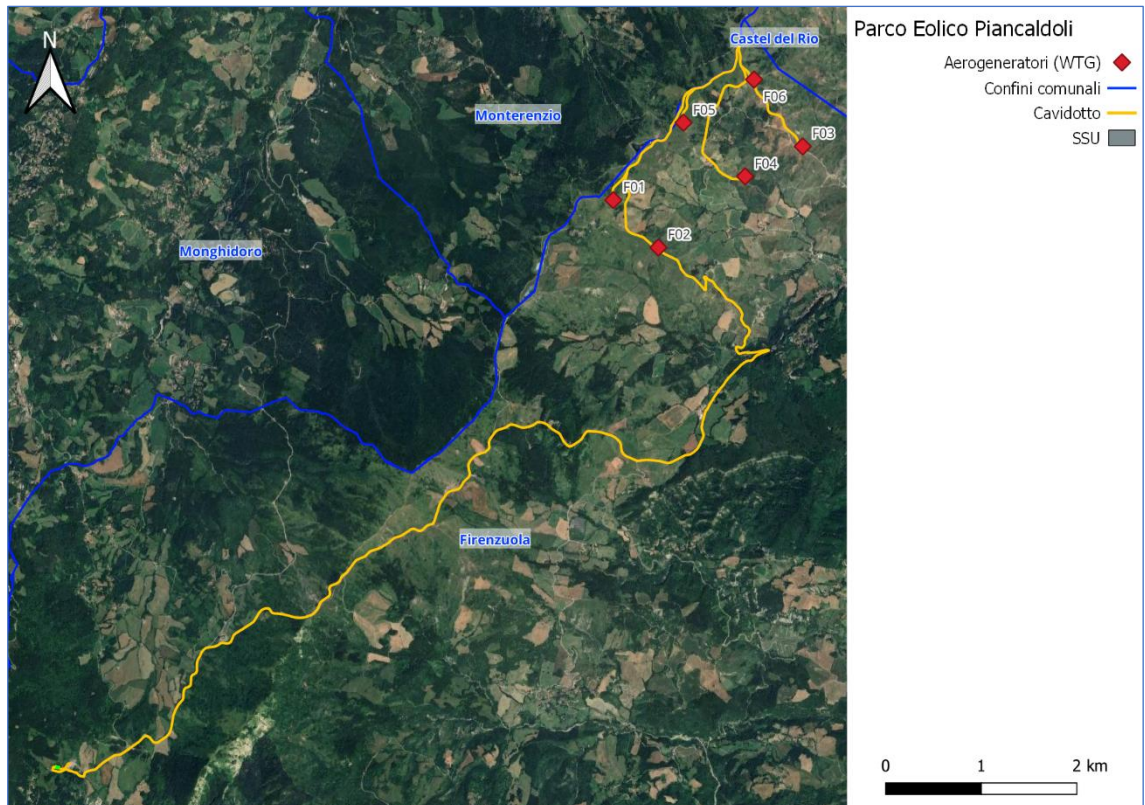 N
Castel del Rio
Monterenzio
F06
F05
F03
F04
F01
F02
Monghidoro
Firenzuola
Parco Eolico Piancaldoli
Aerogeneratori (WTG)
Confini comunali
Cavidotto
SSU
0 1 2 km